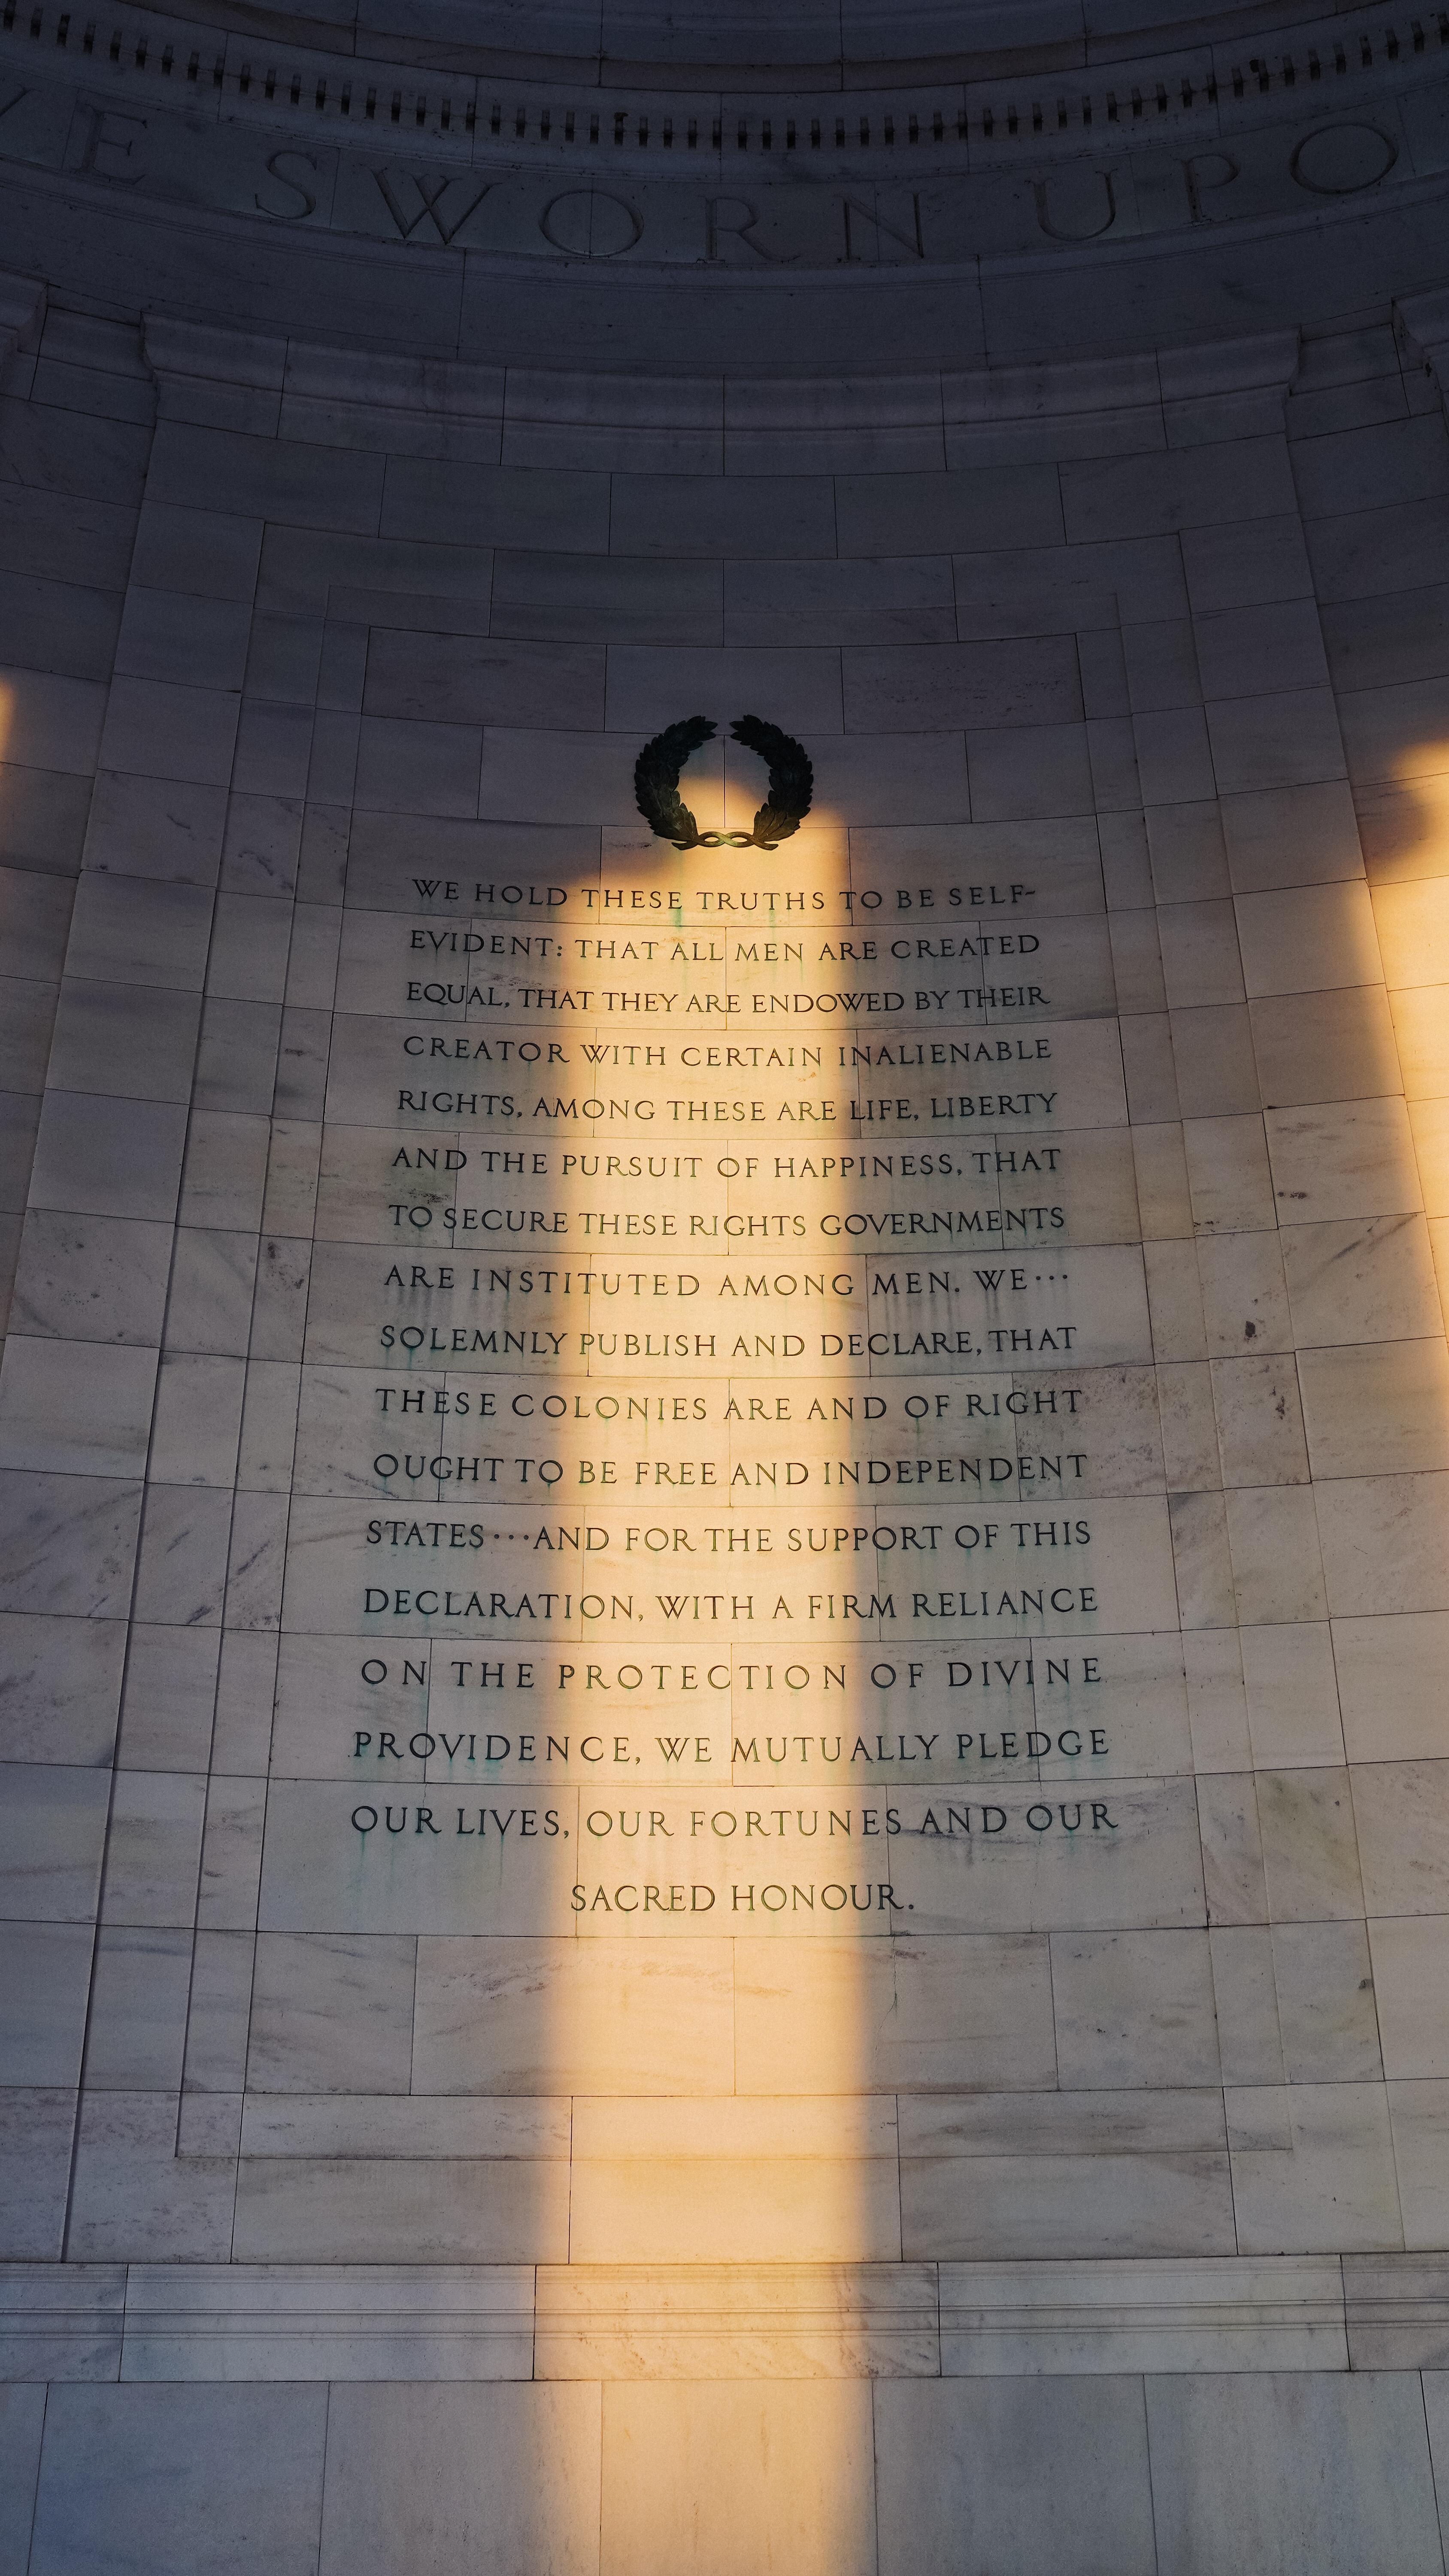 VE SWORN UPO
WE HOLD THESE TRUTHS TO BE SELF-
EVIDENT: THAT ALL MEN ARE CREATED
EQUAL, THAT THEY ARE ENDOWED BY THEIR
CREATOR WITH CERTAIN INALIENABLE
RIGHTS, AMONG THESE ARE LIFE, LIBERTY
AND THE PURSUIT OF HAPPINESS, THAT
TO SECURE THESE RIGHTS GOVERNMENTS
ARE INSTITUTED AMONG MEN. WE···
SOLEMNLY PUBLISH AND DECLARE, THAT
THESE COLONIES ARE AND OF RIGHT
OUGHT TO BE FREE AND INDEPENDENT
STATES···AND FOR THE SUPPORT OF THIS
DECLARATION, WITH A FIRM RELIANCE
ON THE PROTECTION OF DIVINE
PROVIDENCE, WE MUTUALLY PLEDGE
OUR LIVES, OUR FORTUNES AND OUR
SACRED HONOUR.